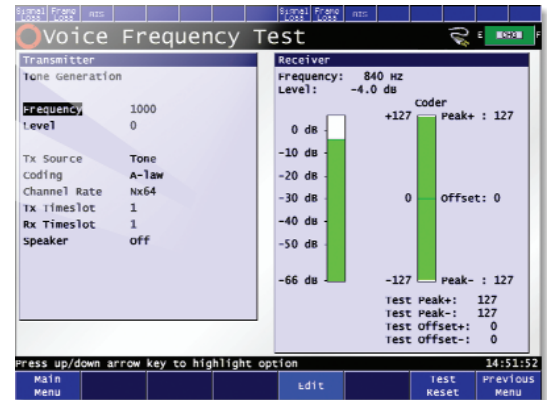 Signal Loss Frame Loss AIS Signal Loss Frame Loss AIS
Voice Frequency Test
E F
Transmitter
Tone Generation
Frequency 1000
Level 0
Tx Source Tone
Coding A-law
Channel Rate Nx64
Tx Timeslot 1
Rx Timeslot 1
Speaker off
Receiver
Frequency: 840 Hz
Level: -4.0 dB
Coder
+127 Peak+ : 127
0 dB
-10 dB
-20 dB
-30 dB 0 Offset: 0
-40 dB
-50 dB
-66 dB -127 Peak- : 127
Test Peak+: 127
Test Peak-: 127
Test Offset+: 0
Test Offset-: 0
Press up/down arrow key to highlight option 14:51:52
Main Menu Edit Test Reset Previous Menu